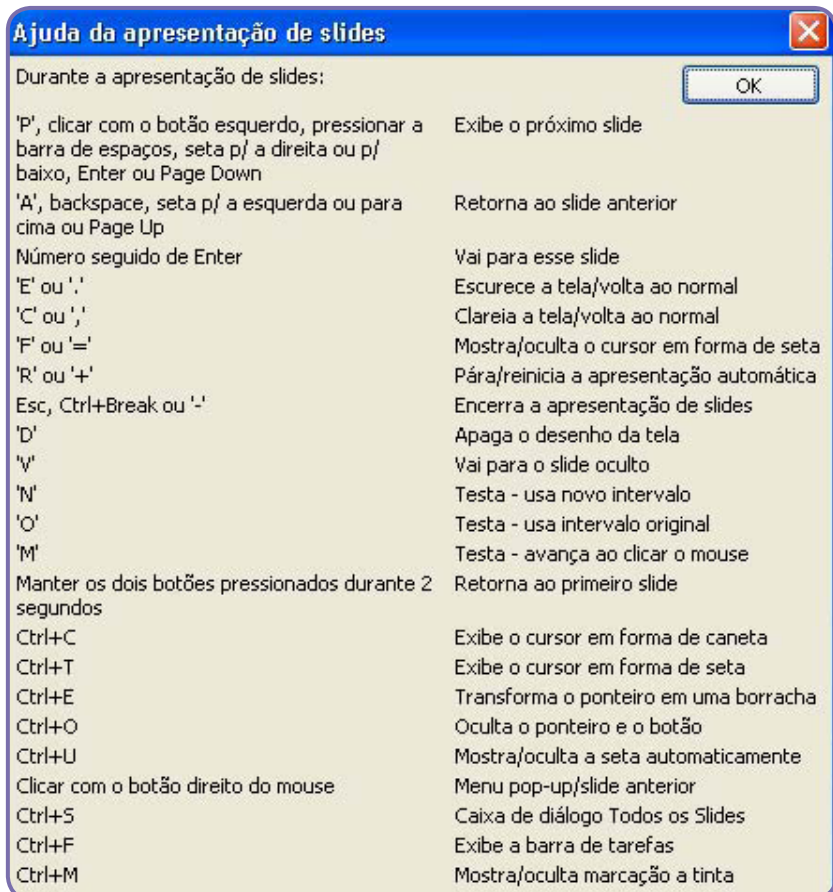 Ajuda da apresentação de slides
Durante a apresentação de slides:
OK
'P', clicar com o botão esquerdo, pressionar a Exibe o próximo slide
barra de espaços, seta p/ a direita ou p/
baixo, Enter ou Page Down
'A', backspace, seta p/ a esquerda ou para Retorna ao slide anterior
cima ou Page Up
Número seguido de Enter Vai para esse slide
'E' ou '.' Escurece a tela/volta ao normal
'C' ou ',' Clareia a tela/volta ao normal
'F' ou '=' Mostra/oculta o cursor em forma de seta
'R' ou '+' Pára/reinicia a apresentação automática
Esc, Ctrl+Break ou '-' Encerra a apresentação de slides
'D' Apaga o desenho da tela
'V' Vai para o slide oculto
'N' Testa - usa novo intervalo
'O' Testa - usa intervalo original
'M' Testa - avança ao clicar o mouse
Manter os dois botões pressionados durante 2 Retorna ao primeiro slide
segundos
Ctrl+C Exibe o cursor em forma de caneta
Ctrl+T Exibe o cursor em forma de seta
Ctrl+E Transforma o ponteiro em uma borracha
Ctrl+O Oculta o ponteiro e o botão
Ctrl+U Mostra/oculta a seta automaticamente
Clicar com o botão direito do mouse Menu pop-up/slide anterior
Ctrl+S Caixa de diálogo Todos os Slides
Ctrl+F Exibe a barra de tarefas
Ctrl+M Mostra/oculta marcação a tinta